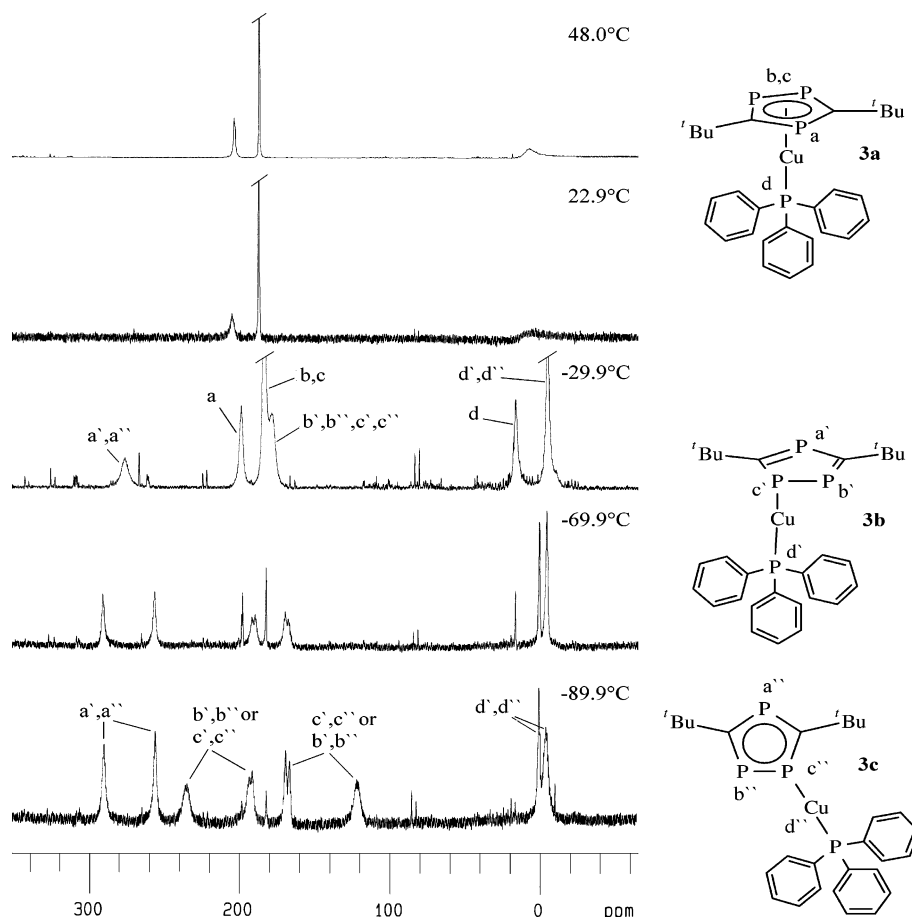 48.0°C
22.9°C
-29.9°C
b,c
d`,d``
a
b`,b``,c`,c``
a`,a``
d
-69.9°C
-89.9°C
a`,a``
b`,b`` or
c`,c``
c`,c`` or
b`,b``
d`,d``
300 200 100 0 ppm
b,c
P P
tBu
tBu
P
a
Cu
3a
d
P
a`
P
tBu
tBu
P P
c` b`
Cu
3b
d`
P
a``
P
tBu
tBu
P P
c``
3c
b``
Cu
d``
P